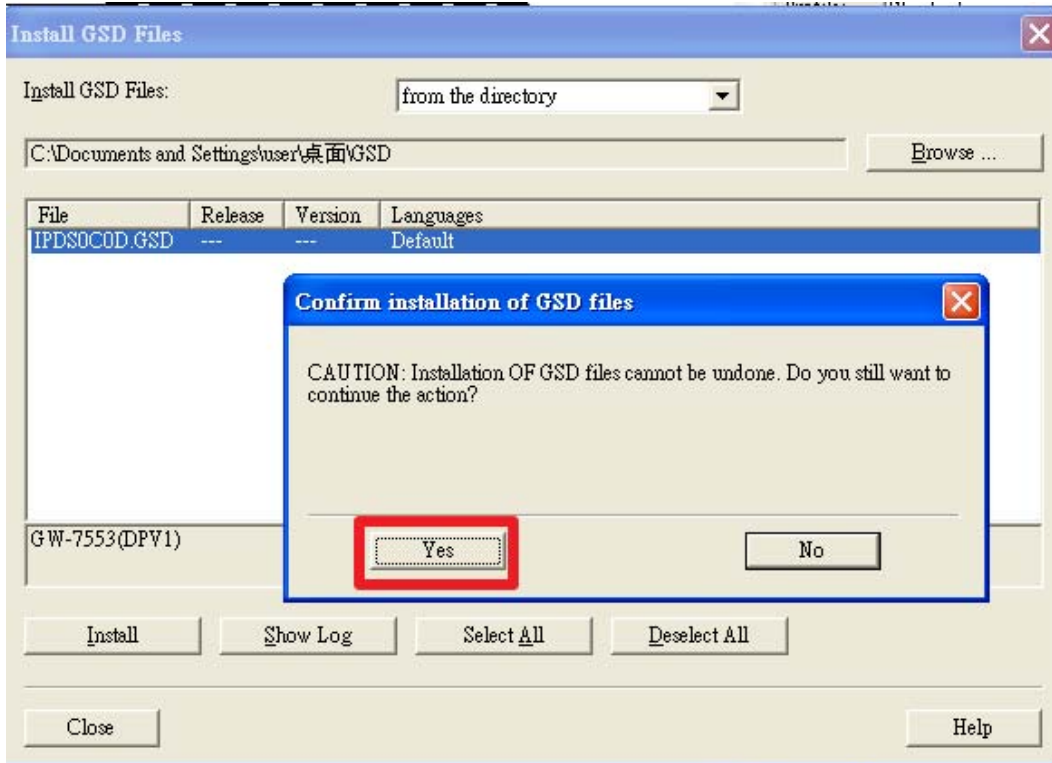 Install GSD Files
Install GSD Files:
from the directory
C:\Documents and Settings\user\桌面\GSD
Browse ...
File Release Version Languages
IPDS0C0D.GSD --- --- Default
Confirm installation of GSD files
CAUTION: Installation OF GSD files cannot be undone. Do you still want to
continue the action?
Yes No
GW-7553(DPV1)
Install Show Log Select All Deselect All
Close Help